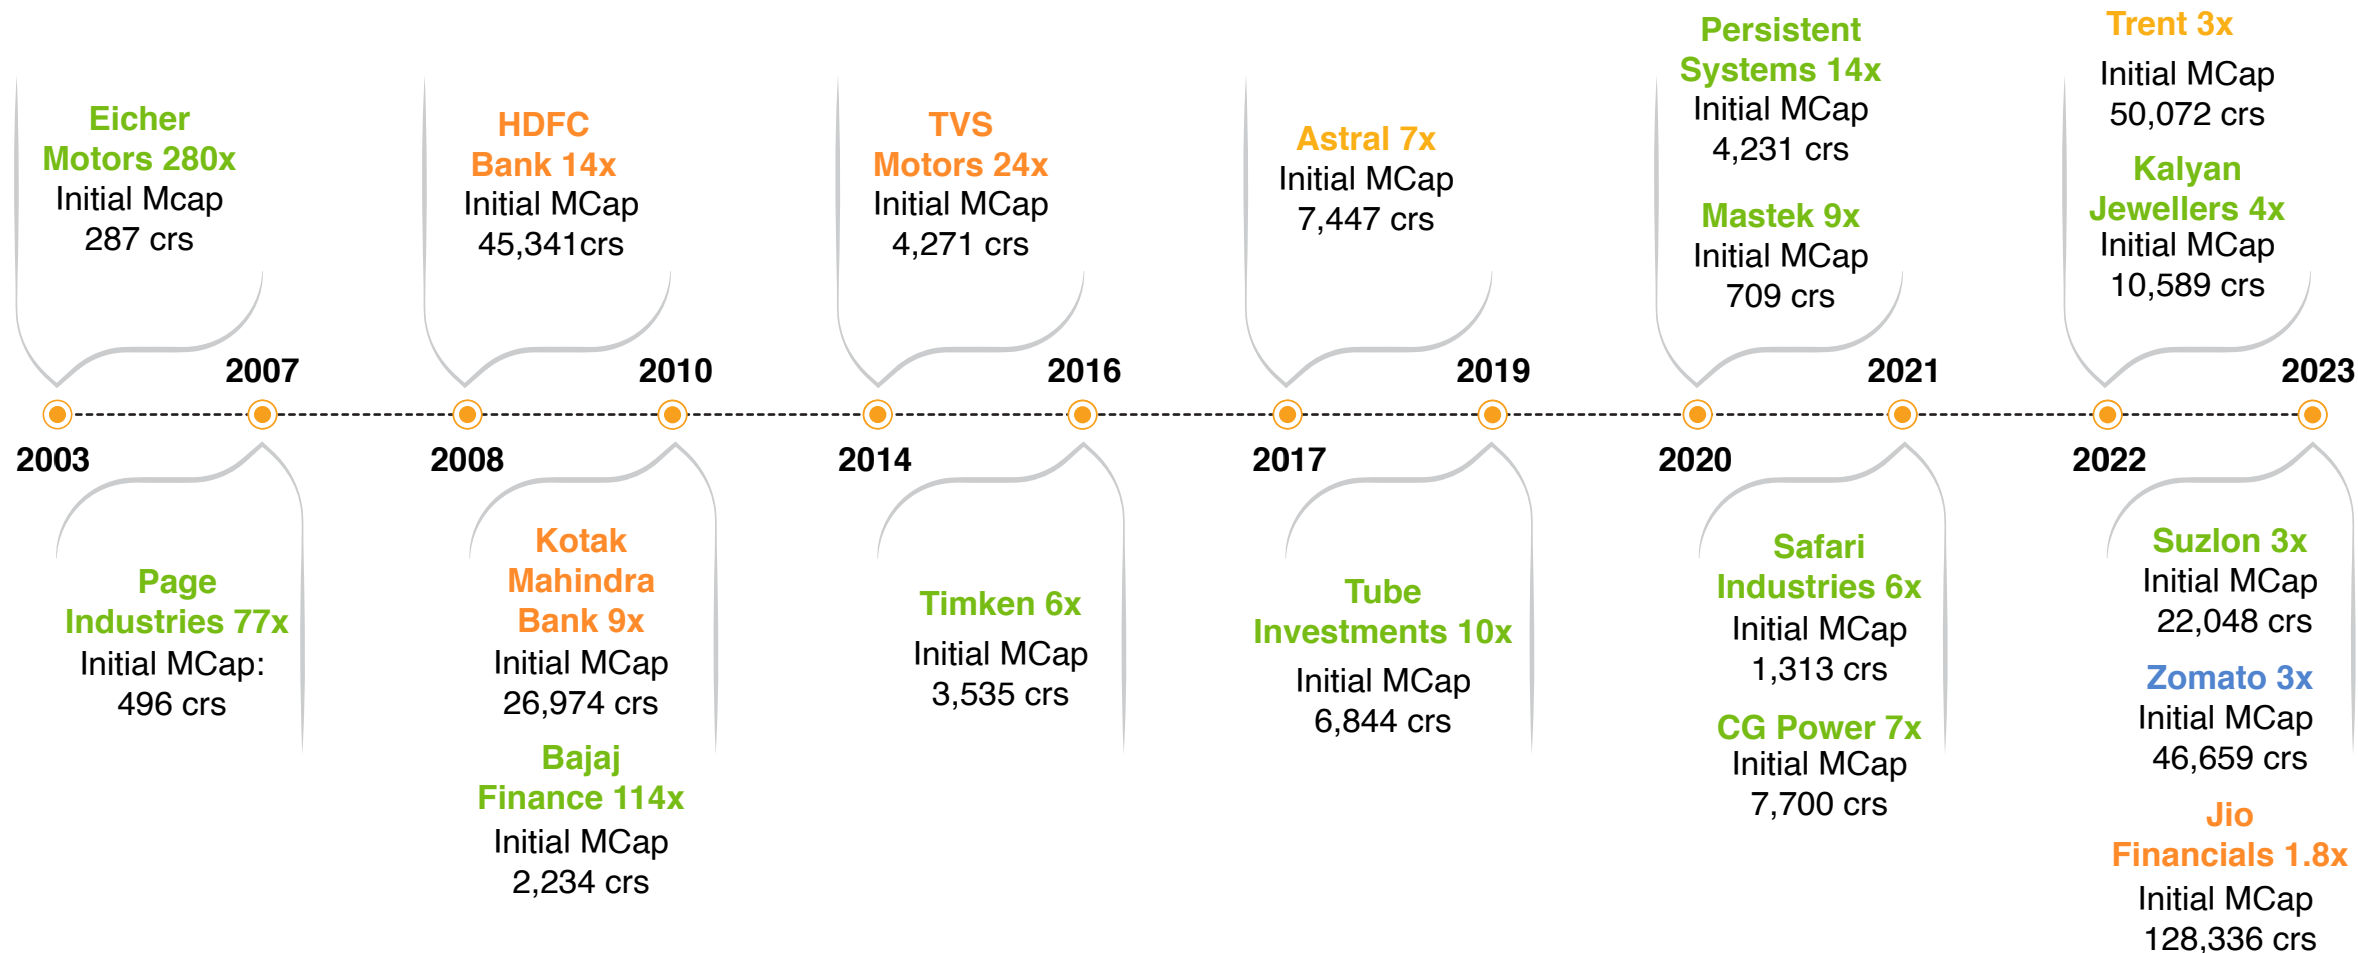 Eicher
Motors 280x
Initial Mcap
287 crs
HDFC
Bank 14x
Initial MCap
45,341crs
TVS
Motors 24x
Initial MCap
4,271 crs
Astral 7x
Initial MCap
7,447 crs
Persistent
Systems 14x
Initial MCap
4,231 crs
Mastek 9x
Initial MCap
709 crs
Trent 3x
Initial MCap
50,072 crs
Kalyan
Jewellers 4x
Initial MCap
10,589 crs
2007
2010
2016
2019
2021
2023
2003
2008
2014
2017
2020
2022
Page
Industries 77x
Initial MCap:
496 crs
Kotak
Mahindra
Bank 9x
Initial MCap
26,974 crs
Bajaj
Finance 114x
Initial MCap
2,234 crs
Timken 6x
Initial MCap
3,535 crs
Tube
Investments 10x
Initial MCap
6,844 crs
Safari
Industries 6x
Initial MCap
1,313 crs
CG Power 7x
Initial MCap
7,700 crs
Suzlon 3x
Initial MCap
22,048 crs
Zomato 3x
Initial MCap
46,659 crs
Jio
Financials 1.8x
Initial MCap
128,336 crs